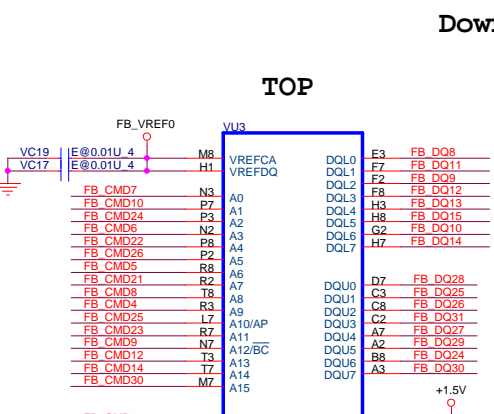 Down
TOP
FB_VREF0
VU3
VC19 E@0.01U_4 M8 VREFCA DQL0 E3 FB_DQ8
VC17 E@0.01U_4 H1 VREFDQ DQL1 F7 FB_DQ11
DQL2 F2 FB_DQ9
FB_CMD7 N3 A0 DQL3 F8 FB_DQ12
FB_CMD10 P7 A1 DQL4 H3 FB_DQ13
FB_CMD24 P3 A2 DQL5 H8 FB_DQ15
FB_CMD6 N2 A3 DQL6 G2 FB_DQ10
FB_CMD22 P8 A4 DQL7 H7 FB_DQ14
FB_CMD26 P2 A5
FB_CMD5 R8 A6
FB_CMD21 R2 A7 DQU0 D7 FB_DQ28
FB_CMD8 T8 A8 DQU1 C3 FB_DQ25
FB_CMD4 R3 A9 DQU2 C8 FB_DQ26
FB_CMD25 L7 A10/AP DQU3 C2 FB_DQ31
FB_CMD23 R7 A11 DQU4 A7 FB_DQ27
FB_CMD9 N7 A12/BC DQU5 A2 FB_DQ29
FB_CMD12 T3 A13 DQU6 B8 FB_DQ24
FB_CMD14 T7 A14 DQU7 A3 FB_DQ30
FB_CMD30 M7 A15
+1.5V